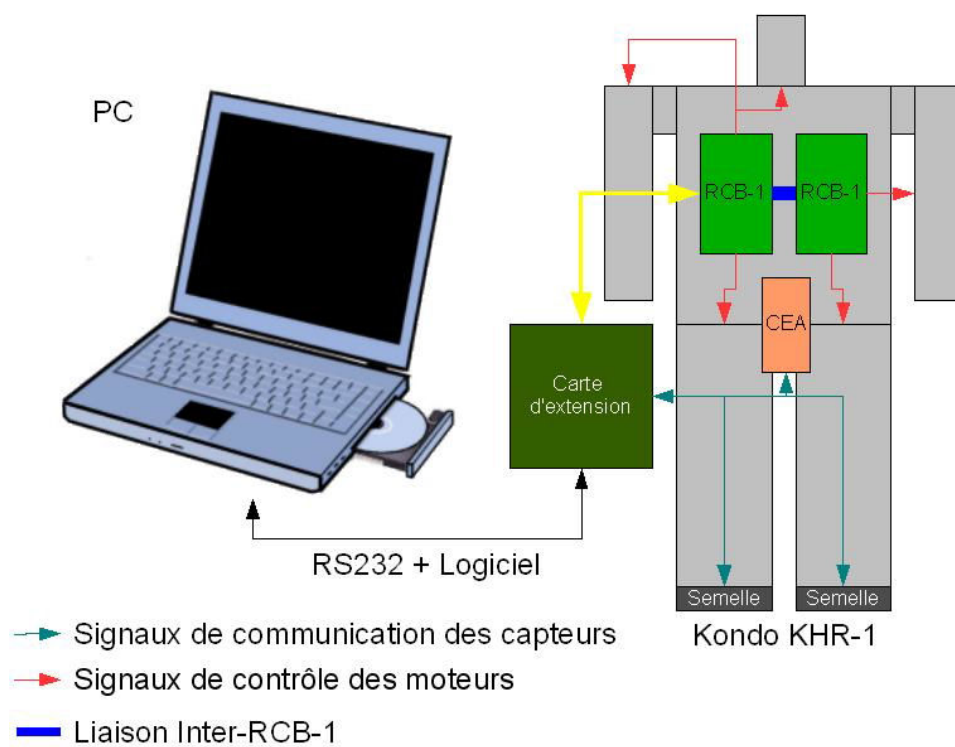 PC
RCB-1
RCB-1
CEA
Carte
d'extension
RS232 + Logiciel
Semelle
Semelle
Kondo KHR-1
Signaux de communication des capteurs
Signaux de contrôle des moteurs
Liaison Inter-RCB-1